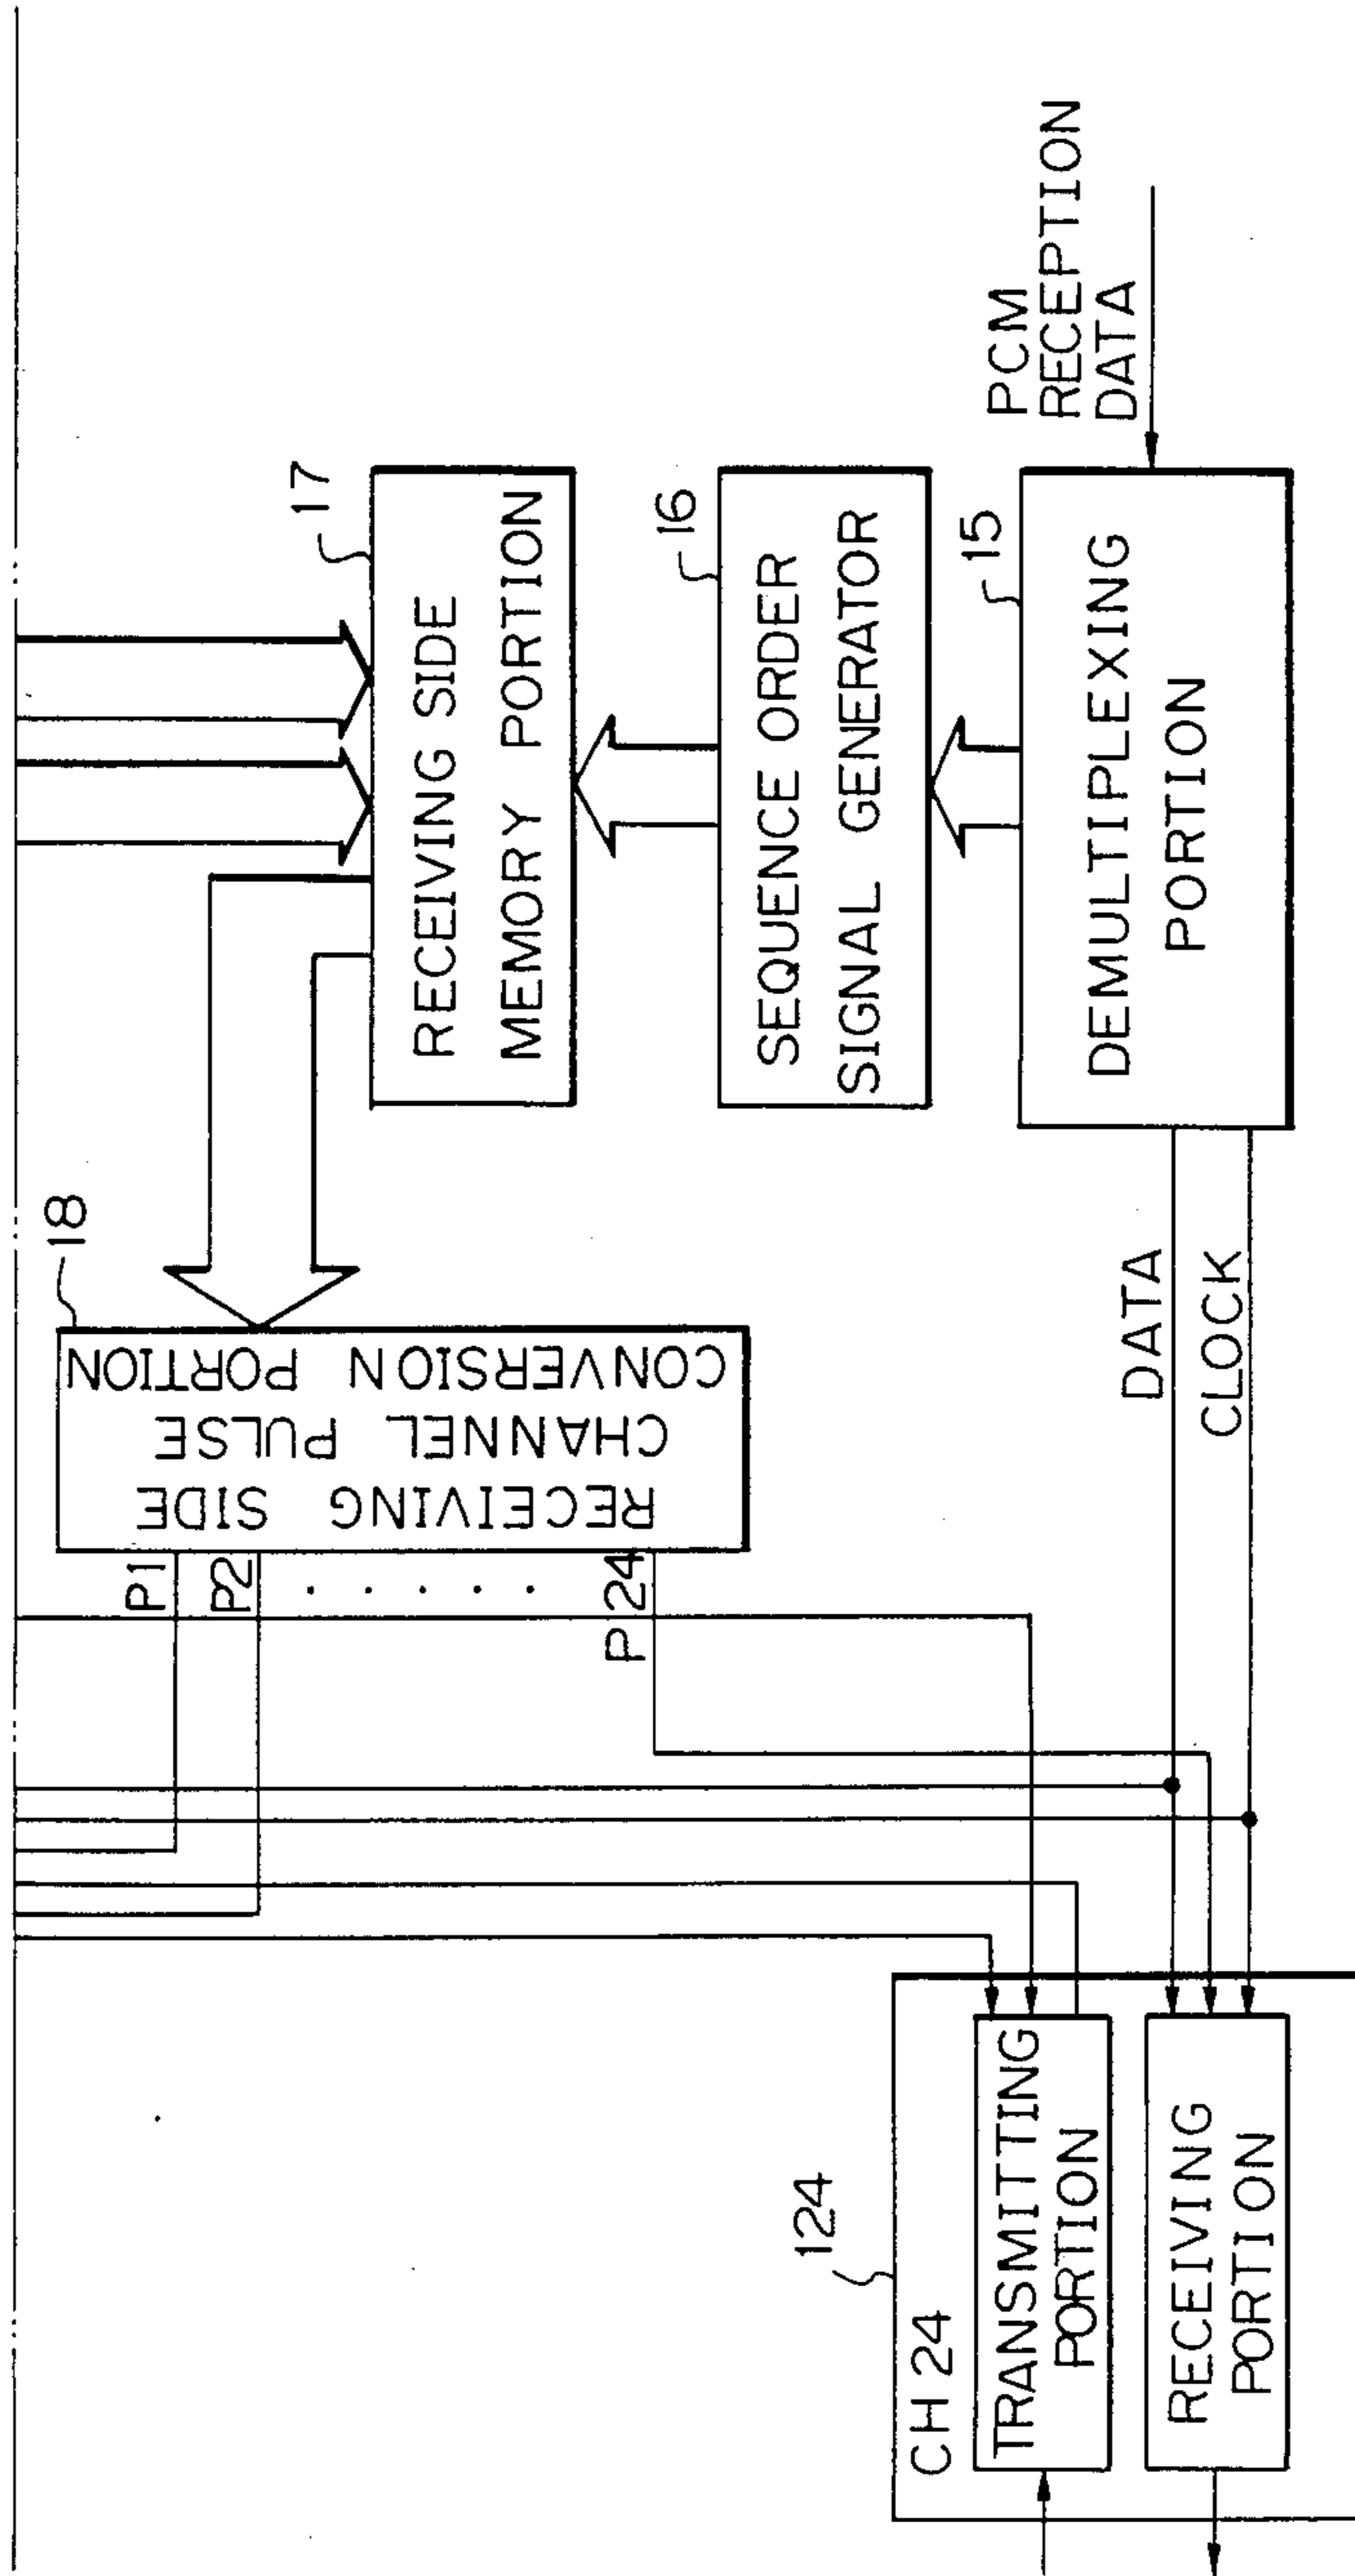 18
RECEIVING SIDE
CHANNEL PULSE
CONVERSION PORTION
P1
P2
. . . . .
P24
17
RECEIVING SIDE
MEMORY PORTION
16
SEQUENCE ORDER
SIGNAL GENERATOR
PCM
RECEPTION
DATA
15
DEMULTIPLEXING
PORTION
DATA
CLOCK
124
CH 24
TRANSMITTING
PORTION
RECEIVING
PORTION